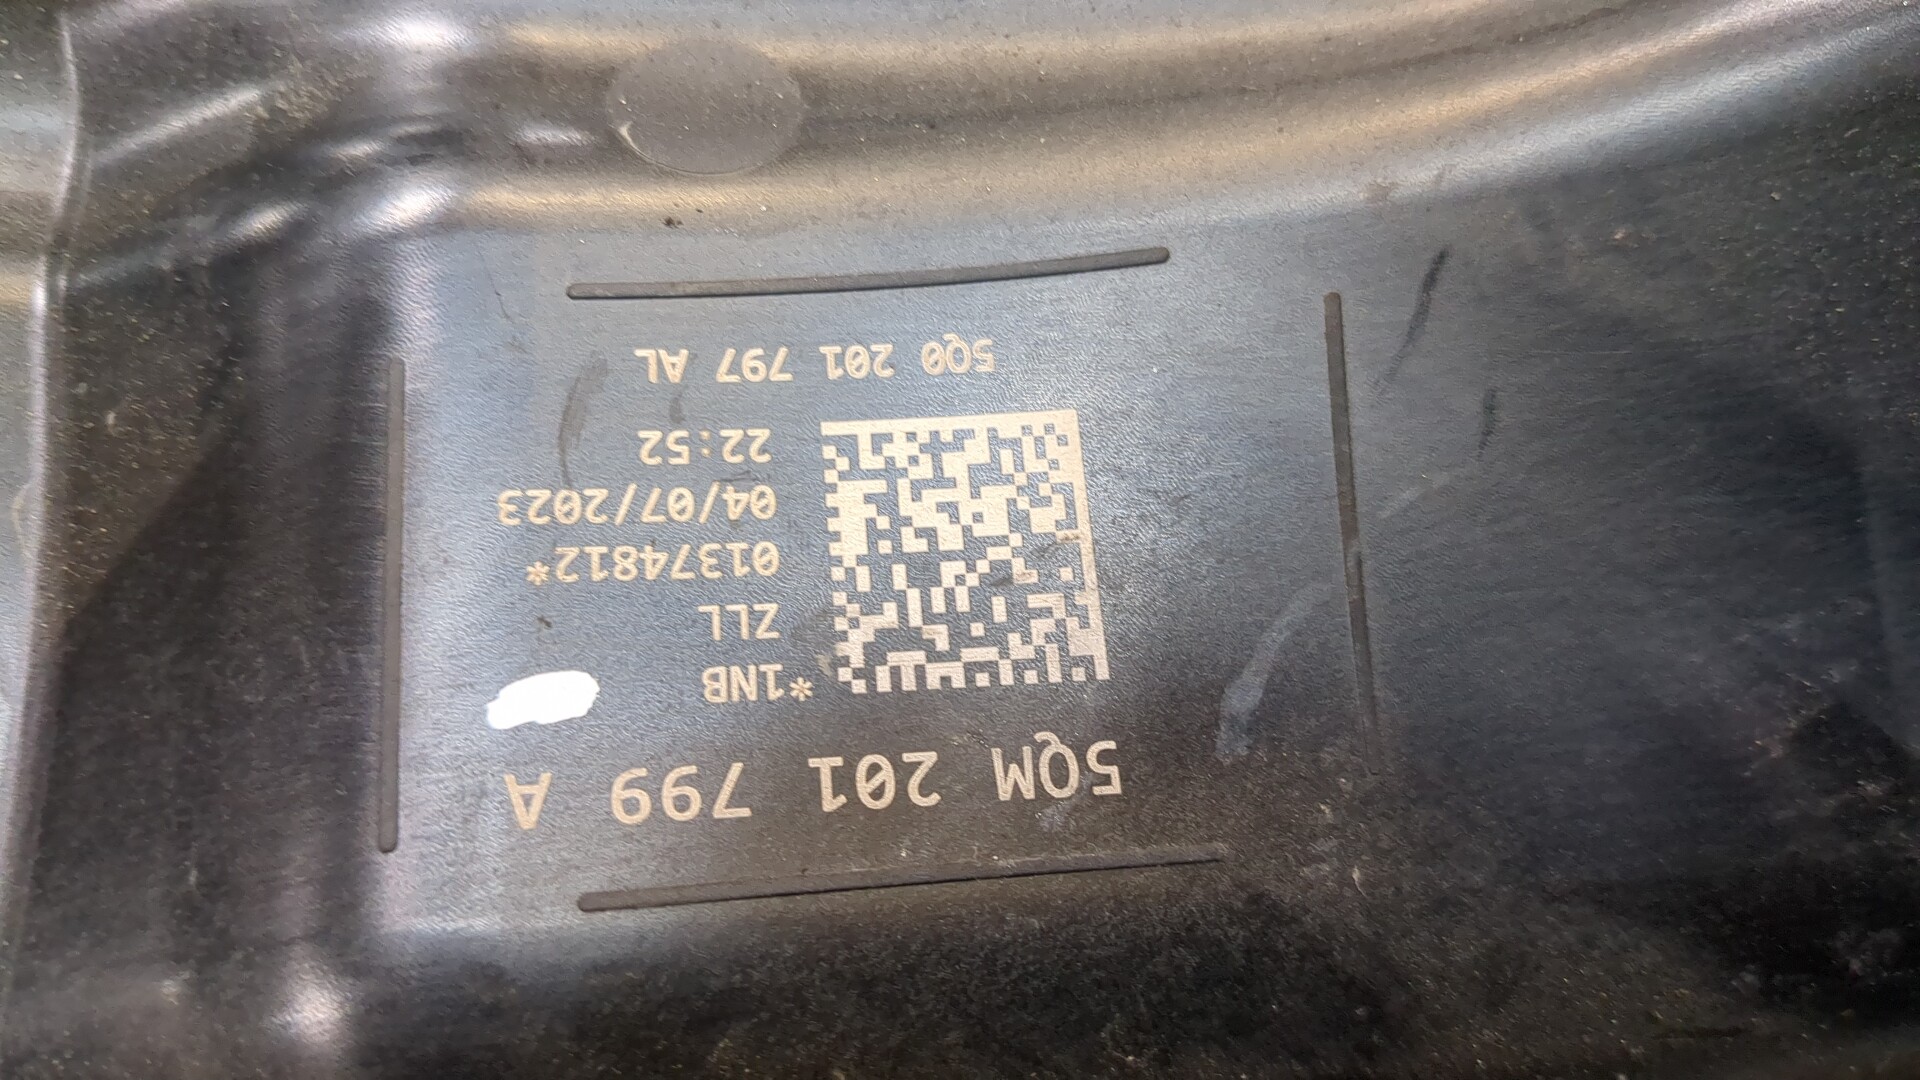 5QM 201 799 A
*1NB
ZLL
01374812*
04/07/2023
22:52
5Q0 201 797 AL